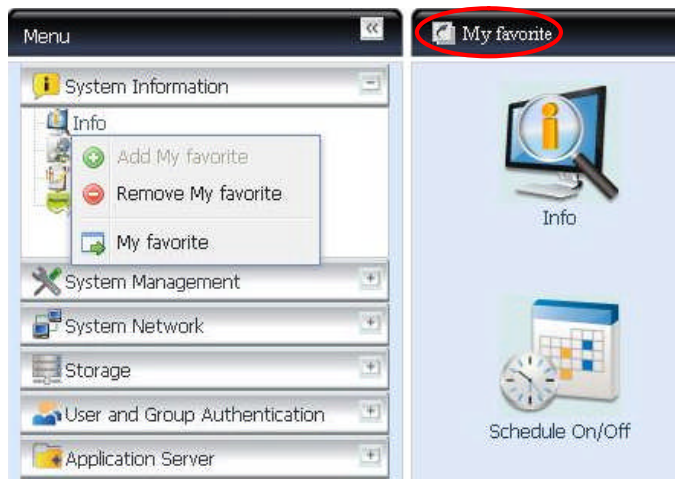 Menu
System Information
Info
Add My favorite
Remove My favorite
My favorite
System Management
System Network
Storage
User and Group Authentication
Application Server
My favorite
Info
Schedule On/Off